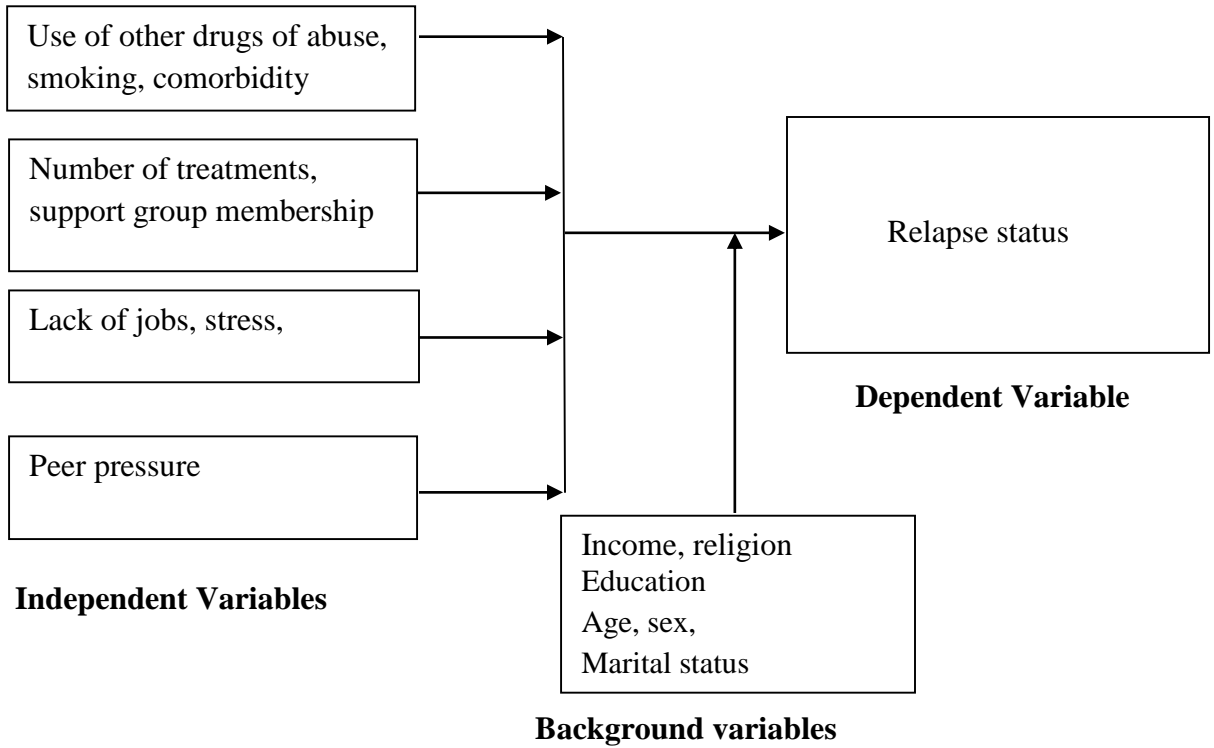 Use of other drugs of abuse,
smoking, comorbidity
Number of treatments,
support group membership
Lack of jobs, stress,
Peer pressure
Independent Variables
Relapse status
Dependent Variable
Income, religion
Education
Age, sex,
Marital status
Background variables